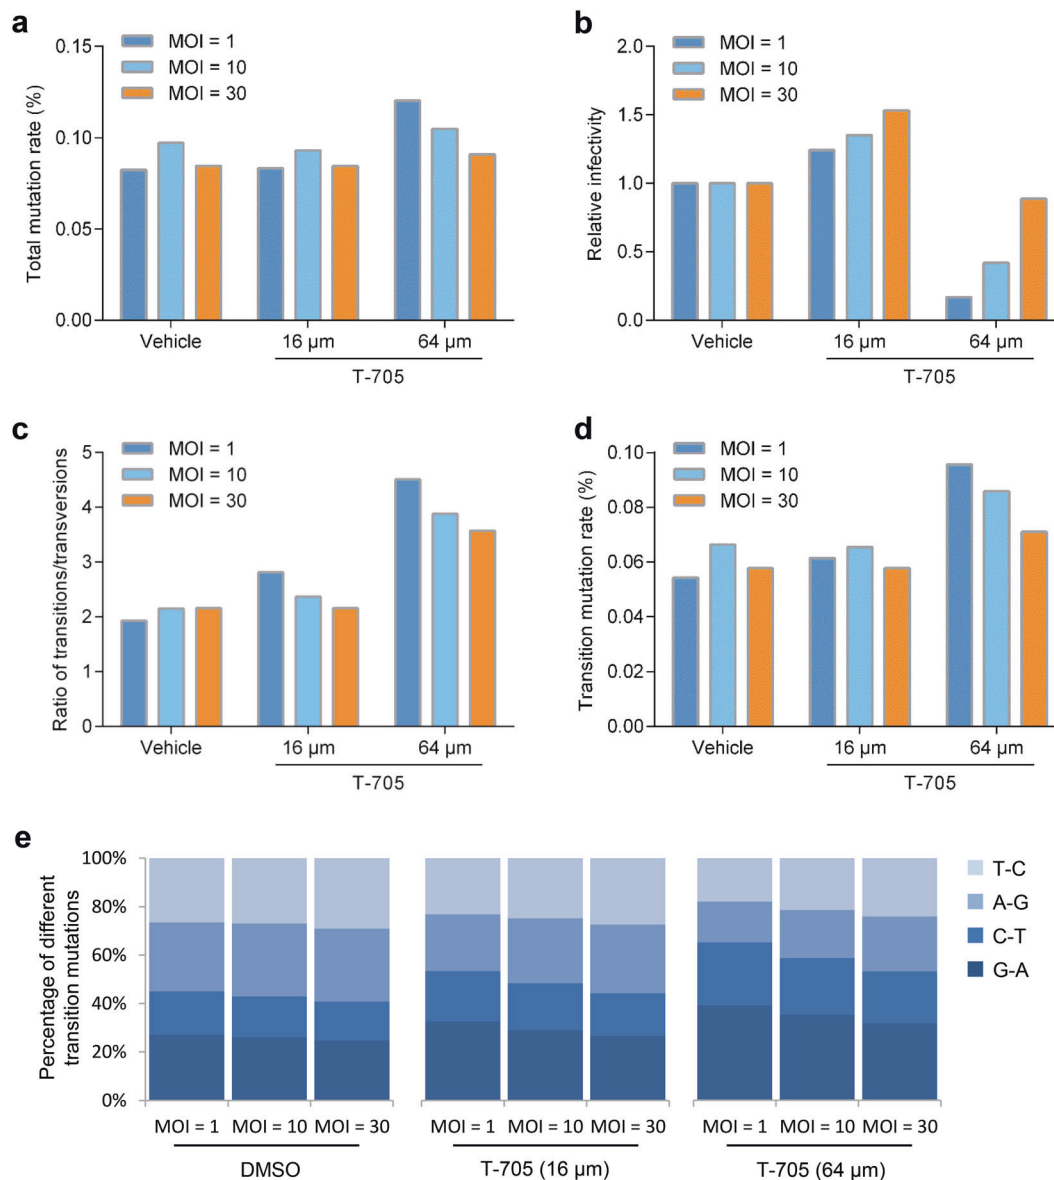 a
Total mutation rate (%)
0.15
0.10
0.05
0.00
MOI = 1
MOI = 10
MOI = 30
Vehicle
16 µm
64 µm
T-705
b
Relative infectivity
2.0
1.5
1.0
0.5
0.0
MOI = 1
MOI = 10
MOI = 30
Vehicle
16 µm
64 µm
T-705
c
Ratio of transitions/transversions
5
4
3
2
1
0
MOI = 1
MOI = 10
MOI = 30
Vehicle
16 µm
64 µm
T-705
d
Transition mutation rate (%)
0.10
0.08
0.06
0.04
0.02
0.00
MOI = 1
MOI = 10
MOI = 30
Vehicle
16 µm
64 µm
T-705
e
Percentage of different
transition mutations
100%
80%
60%
40%
20%
0%
T-C
A-G
C-T
G-A
MOI = 1 MOI = 10 MOI = 30
DMSO
MOI = 1 MOI = 10 MOI = 30
T-705 (16 µm)
MOI = 1 MOI = 10 MOI = 30
T-705 (64 µm)